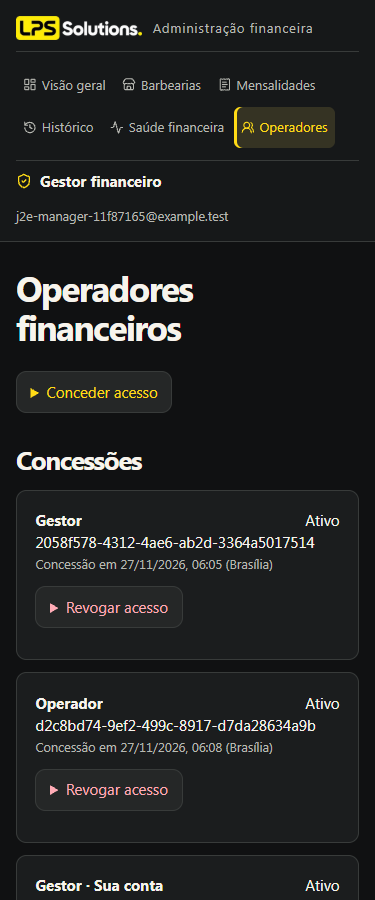 LPS Solutions. Administração financeira
Visão geral Barbearias Mensalidades
Histórico Saúde financeira Operadores
Gestor financeiro
j2e-manager-11f87165@example.test
Operadores
financeiros
Conceder acesso
Concessões
Gestor Ativo
2058f578-4312-4ae6-ab2d-3364a5017514
Concessão em 27/11/2026, 06:05 (Brasília)
Revogar acesso
Operador Ativo
d2c8bd74-9ef2-499c-8917-d7da28634a9b
Concessão em 27/11/2026, 06:08 (Brasília)
Revogar acesso
Gestor · Sua conta Ativo